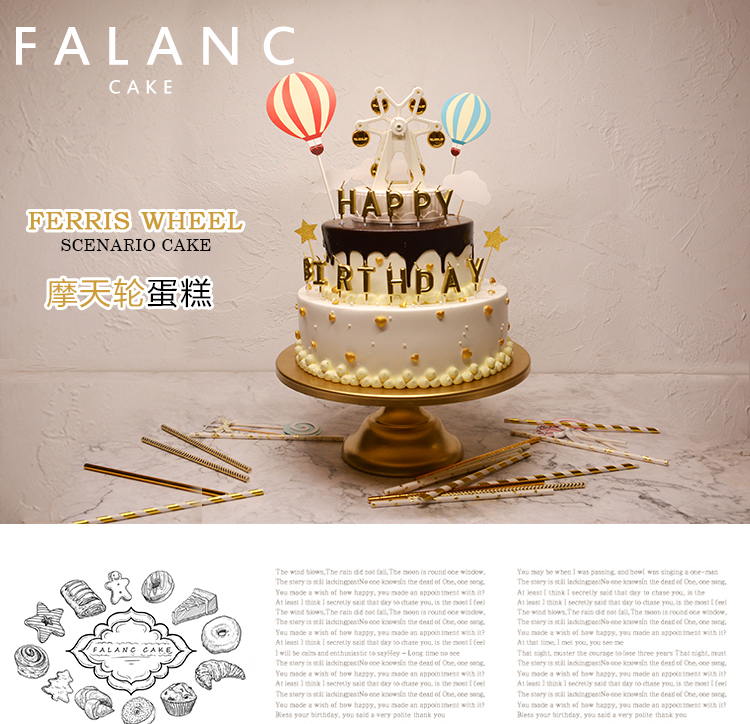 FALANC
CAKE
HAPPY
BIRTHDAY
FERRIS WHEEL
SCENARIO CAKE
摩天轮蛋糕
FALANC CAKE
The wind blows,The rain did not fall,The moon is round one window,
The story is still lackingpastNo one knowsIn the dead of One, one song,
You made a wish of how happy, you made an appointment with it?
At least I think I secretly said that day to chase you, is the most I feel
The wind blows,The rain did not fall,The moon is round one window,
The story is still lackingpastNo one knowsIn the dead of One, one song,
You made a wish of how happy, you made an appointment with it?
At least I think I secretly said that day to chase you, is the most I feel
I will be calm and enthusiastic to sayHey - Long time no see
The story is still lackingpastNo one knowsIn the dead of One, one song,
You made a wish of how happy, you made an appointment with it?
At least I think I secretly said that day to chase you, is the most I feel
The story is still lackingpastNo one knowsIn the dead of One, one song,
You made a wish of how happy, you made an appointment with it?
Bless your birthday, you said a very polite thank you
You may be when I was passing, and howI was singing a one-man
The story is still lackingpastNo one knowsIn the dead of One, one song,
At least I think I secretly said that day to chase you, is the
The wind blows,The rain did not fall,The moon is round one window,
The story is still lackingpastNo one knowsIn the dead of One, one song,
At least I think I secretly said that day to chase you, is the most I feel
You made a wish of how happy, you made an appointment with it?
At that time, I met you, you see me
That night, muster the courage to lose three years That night, must
The story is still lackingpastNo one knowsIn the dead of One, one song,
You made a wish of how happy, you made an appointment with it?
At least I think I secretly said that day to chase you, is the most I feel
The story is still lackingpastNo one knowsIn the dead of One, one song,
You made a wish of how happy, you made an appointment with it?
Bless your birthday, you said a very polite thank you